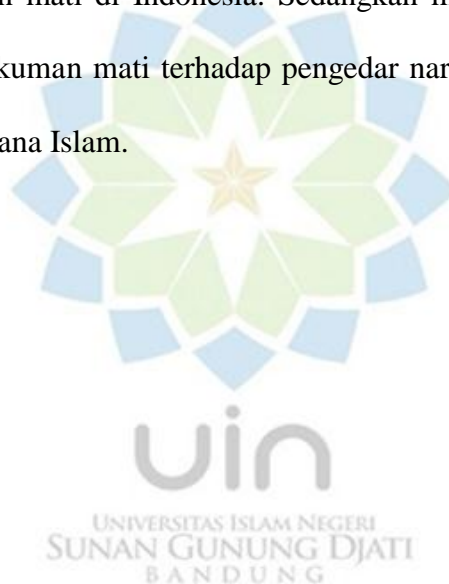 mati di Indonesia. Sedangkan
kuman mati terhadap pengedar nar
ana Islam.
uin
UNIVERSITAS ISLAM NEGERI
SUNAN GUNUNG DJATI
BANDUNG